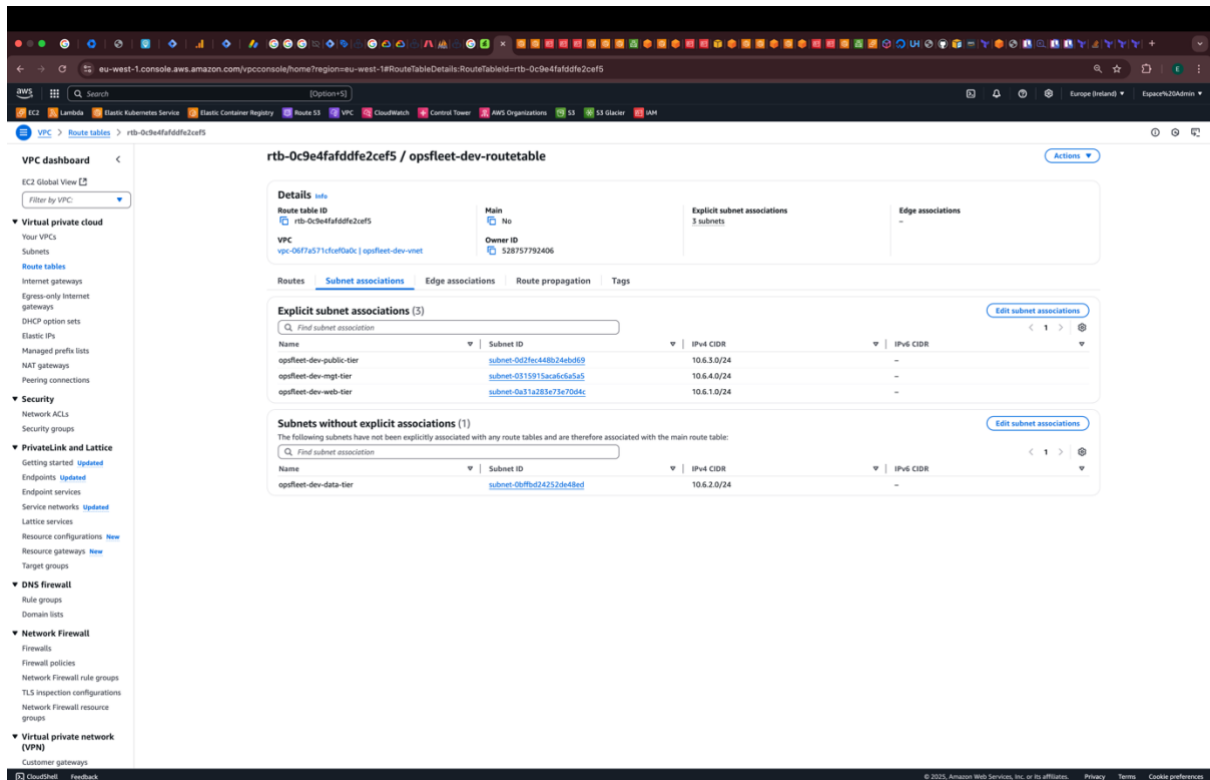 eu-west-1.console.aws.amazon.com/vpcconsole/home?region=eu-west-1#RouteTableDetails:RouteTableId=rtb-0c9e4fafddfe2cef5
aws Search [Option+S] Europe (Ireland) Espace%20Admin
EC2 Lambda Elastic Kubernetes Service Elastic Container Registry Route 53 VPC CloudWatch Control Tower AWS Organizations S3 S3 Glacier IAM
VPC > Route tables > rtb-0c9e4fafddfe2cef5
VPC dashboard
EC2 Global View
Filter by VPC:
Virtual private cloud
Your VPCs
Subnets
Route tables
Internet gateways
Egress-only Internet
gateways
DHCP option sets
Elastic IPs
Managed prefix lists
NAT gateways
Peering connections
Security
Network ACLs
Security groups
PrivateLink and Lattice
Getting started Updated
Endpoints Updated
Endpoint services
Service networks Updated
Lattice services
Resource configurations New
Resource gateways New
Target groups
DNS firewall
Rule groups
Domain lists
Network Firewall
Firewalls
Firewall policies
Network Firewall rule groups
TLS inspection configurations
Network Firewall resource
groups
Virtual private network
(VPN)
Customer gateways
rtb-0c9e4fafddfe2cef5 / opsfleet-dev-routetable
Actions
Details Info
Route table ID Main Explicit subnet associations Edge associations
rtb-0c9e4fafddfe2cef5 No 3 subnets –
VPC Owner ID
vpc-06f7a571cfcef0a0c | opsfleet-dev-vnet 528757792406
Routes Subnet associations Edge associations Route propagation Tags
Explicit subnet associations (3) Edit subnet associations
Find subnet association < 1 >
Name Subnet ID IPv4 CIDR IPv6 CIDR
opsfleet-dev-public-tier subnet-0d2fec448b24ebd69 10.6.3.0/24 –
opsfleet-dev-mgt-tier subnet-0315915aca6c6a5a5 10.6.4.0/24 –
opsfleet-dev-web-tier subnet-0a31a283e73e70d4c 10.6.1.0/24 –
Subnets without explicit associations (1) Edit subnet associations
The following subnets have not been explicitly associated with any route tables and are therefore associated with the main route table:
Find subnet association < 1 >
Name Subnet ID IPv4 CIDR IPv6 CIDR
opsfleet-dev-data-tier subnet-0bffbd24252de48ed 10.6.2.0/24 –
CloudShell Feedback © 2025, Amazon Web Services, Inc. or its affiliates. Privacy Terms Cookie preferences